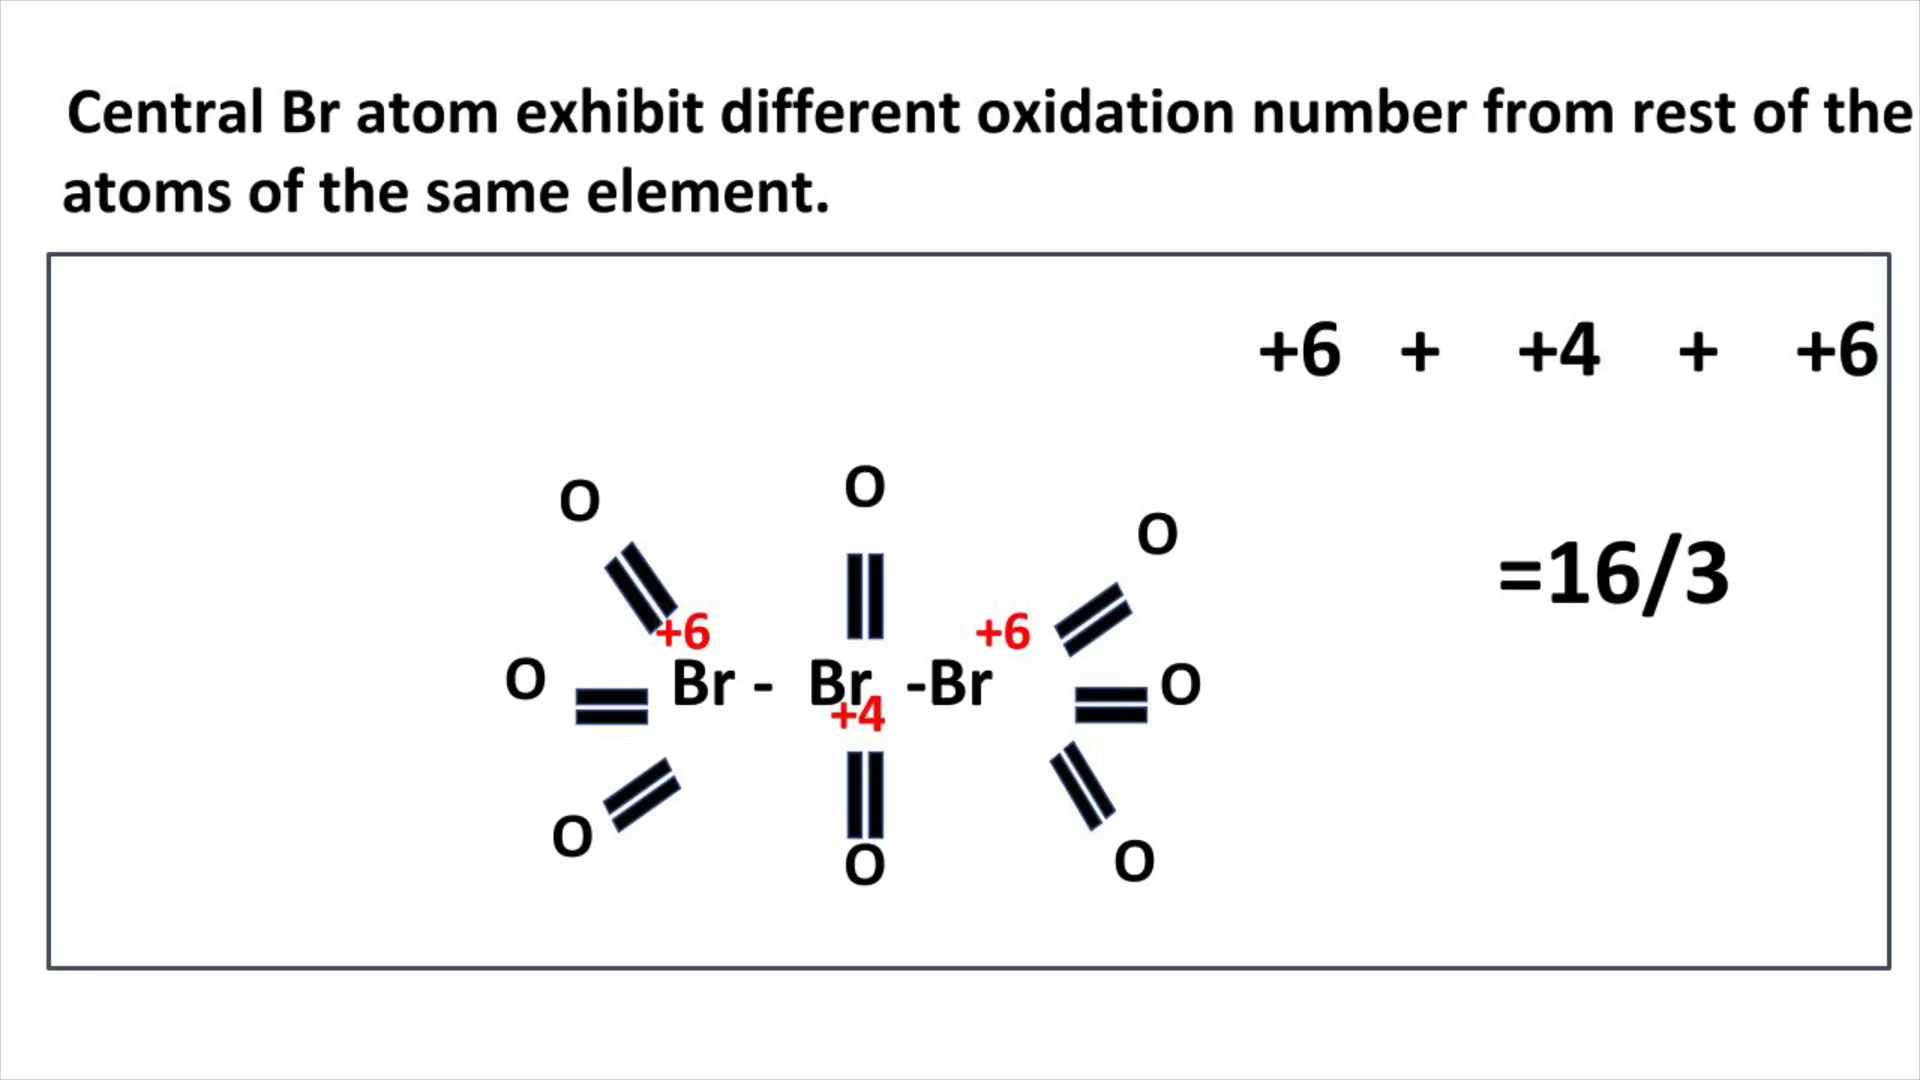 Central Br atom exhibit different oxidation number from rest of the
atoms of the same element.
+6 + +4 + +6
=16/3
O O O
+6 +6
O Br - Br -Br O
+4
O O O